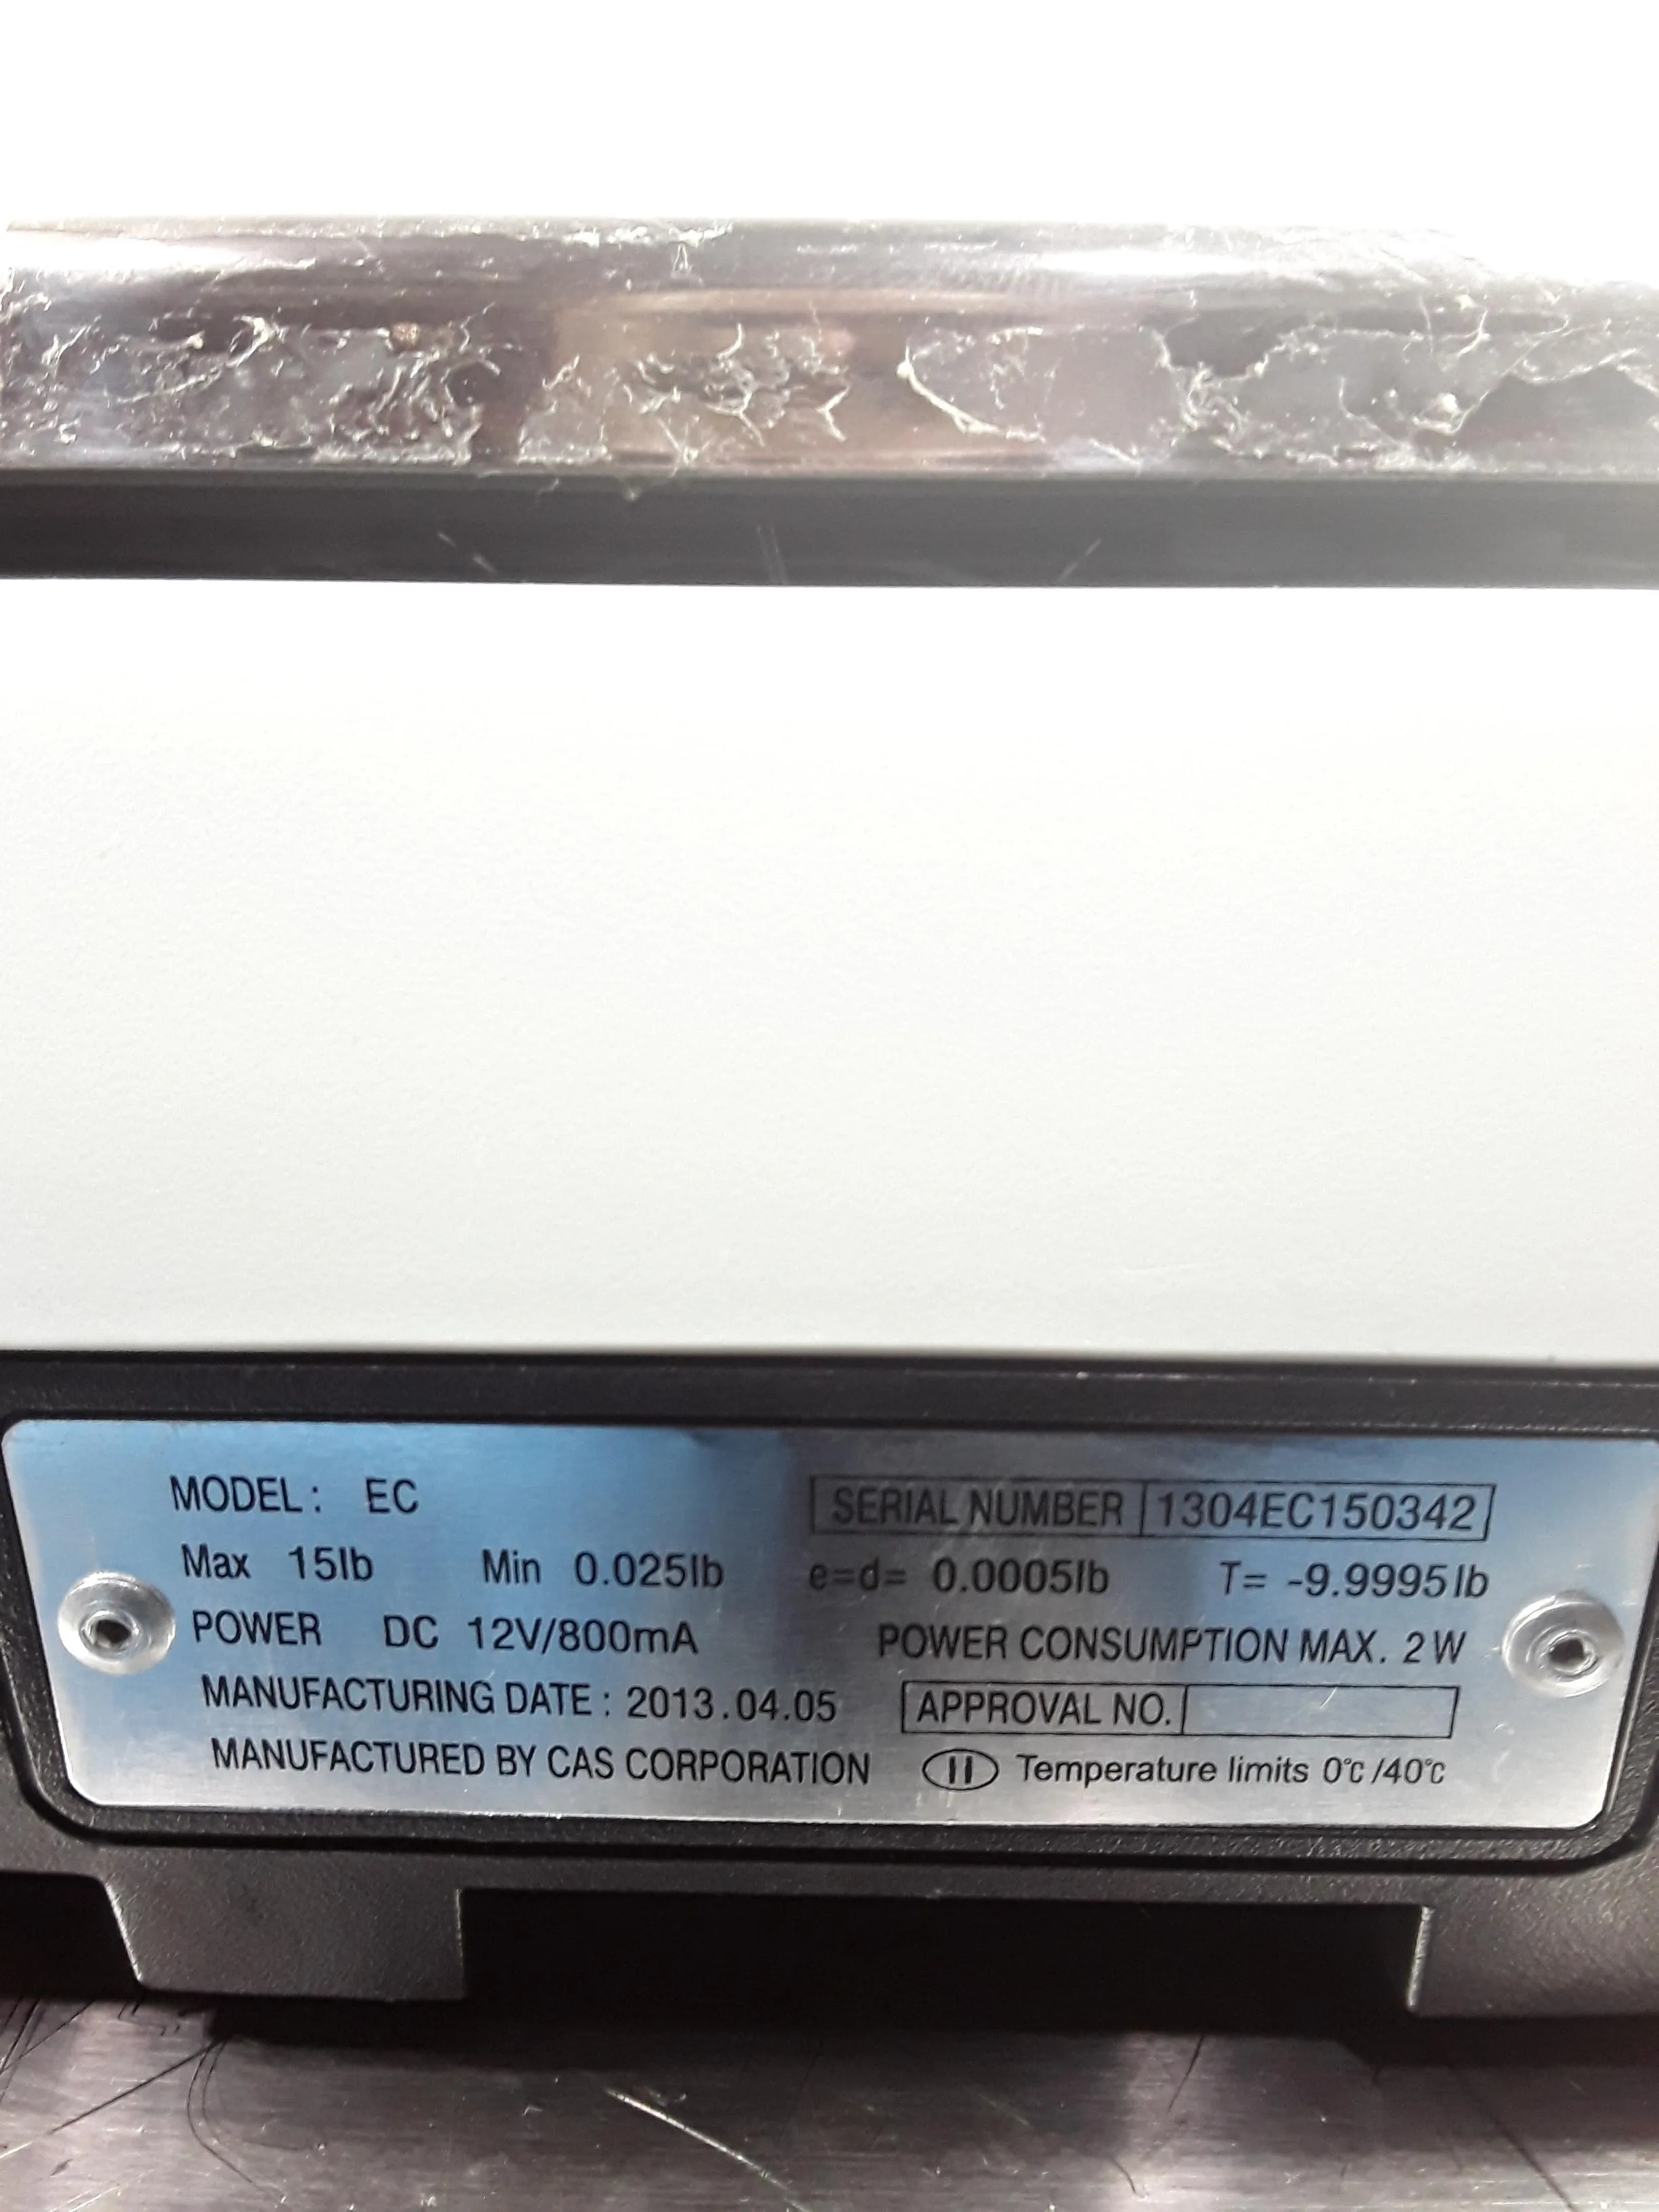 MODEL: EC SERIAL NUMBER 1304EC150342
Max 15lb Min 0.025lb e=d= 0.0005lb T= -9.9995lb
POWER DC 12V/800mA POWER CONSUMPTION MAX. 2W
MANUFACTURING DATE: 2013.04.05 APPROVAL NO.
MANUFACTURED BY CAS CORPORATION II Temperature limits 0℃/40℃